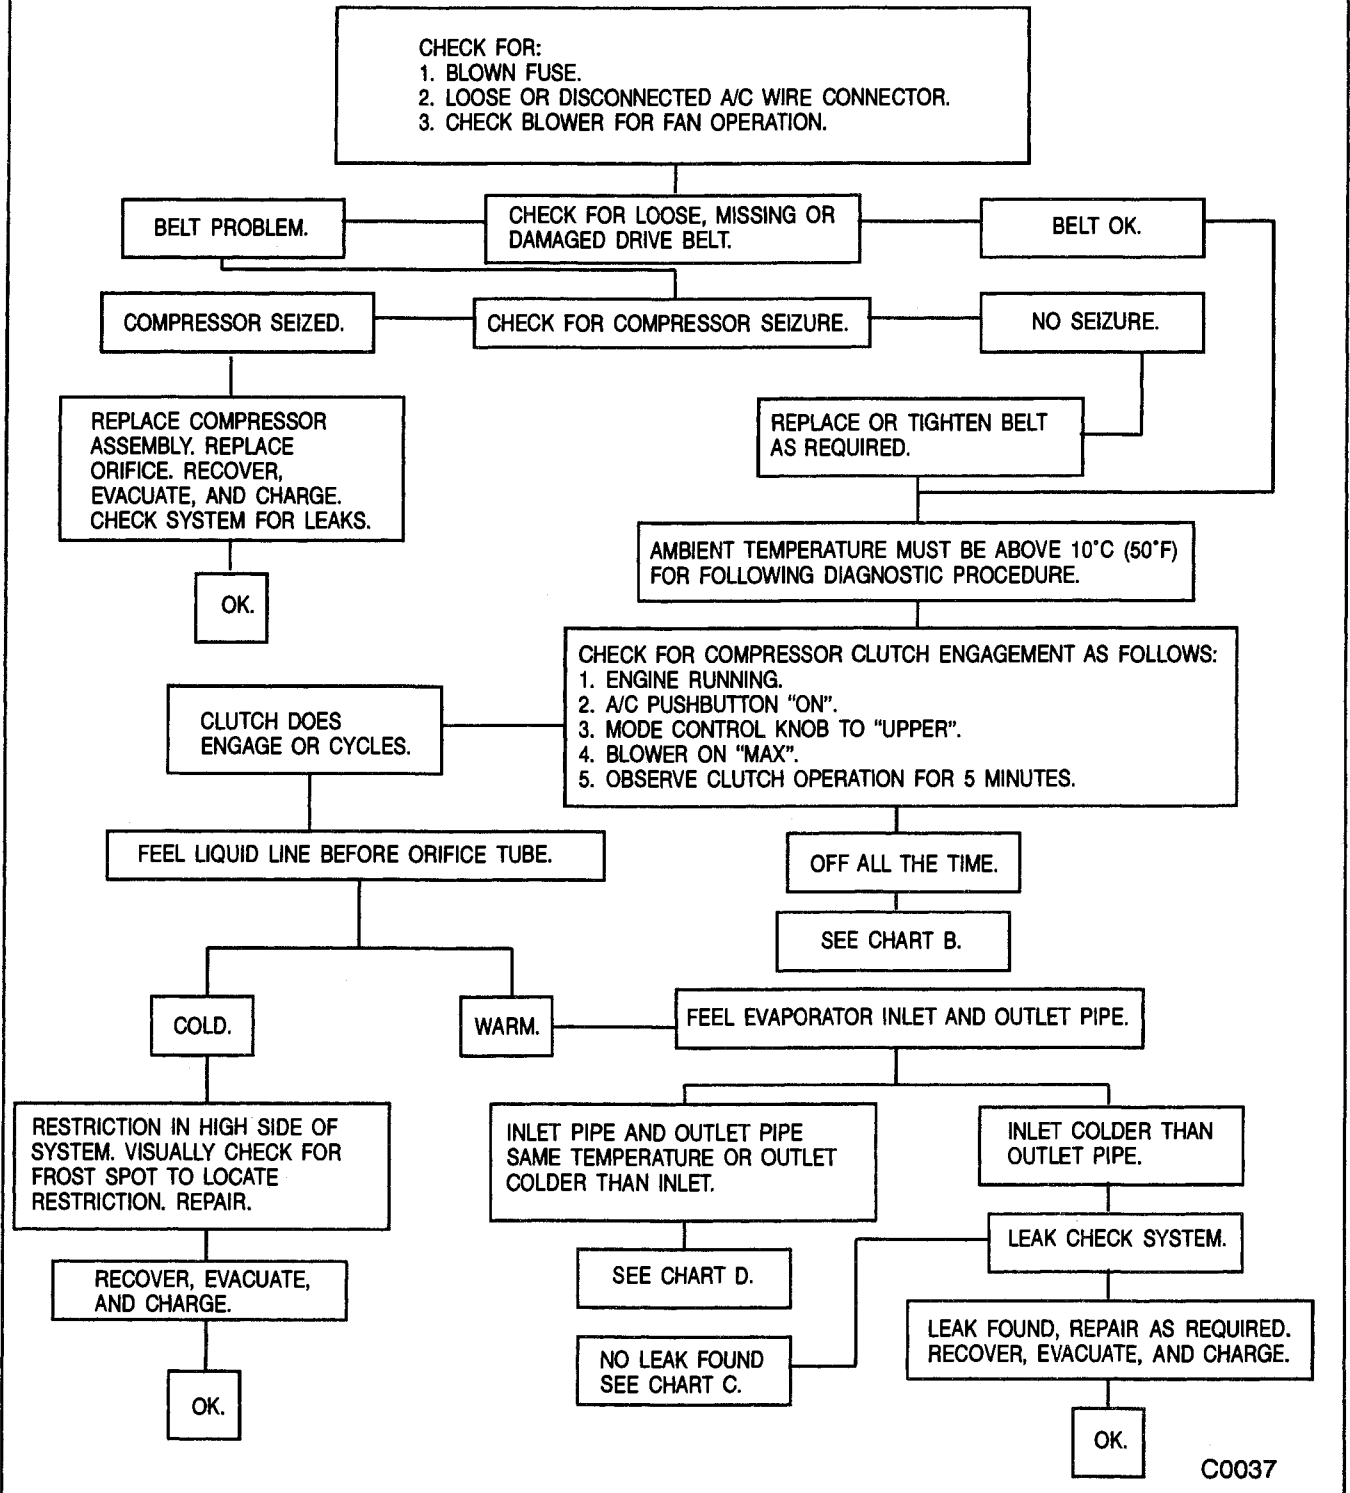 CHECK FOR:
1. BLOWN FUSE.
2. LOOSE OR DISCONNECTED A/C WIRE CONNECTOR.
3. CHECK BLOWER FOR FAN OPERATION.
BELT PROBLEM.
CHECK FOR LOOSE, MISSING OR
DAMAGED DRIVE BELT.
BELT OK.
COMPRESSOR SEIZED.
CHECK FOR COMPRESSOR SEIZURE.
NO SEIZURE.
REPLACE COMPRESSOR
ASSEMBLY. REPLACE
ORIFICE. RECOVER,
EVACUATE, AND CHARGE.
CHECK SYSTEM FOR LEAKS.
REPLACE OR TIGHTEN BELT
AS REQUIRED.
OK.
AMBIENT TEMPERATURE MUST BE ABOVE 10°C (50°F)
FOR FOLLOWING DIAGNOSTIC PROCEDURE.
CHECK FOR COMPRESSOR CLUTCH ENGAGEMENT AS FOLLOWS:
1. ENGINE RUNNING.
2. A/C PUSHBUTTON “ON”.
3. MODE CONTROL KNOB TO “UPPER”.
4. BLOWER ON “MAX”.
5. OBSERVE CLUTCH OPERATION FOR 5 MINUTES.
CLUTCH DOES
ENGAGE OR CYCLES.
FEEL LIQUID LINE BEFORE ORIFICE TUBE.
OFF ALL THE TIME.
SEE CHART B.
COLD.
WARM.
FEEL EVAPORATOR INLET AND OUTLET PIPE.
RESTRICTION IN HIGH SIDE OF
SYSTEM. VISUALLY CHECK FOR
FROST SPOT TO LOCATE
RESTRICTION. REPAIR.
INLET PIPE AND OUTLET PIPE
SAME TEMPERATURE OR OUTLET
COLDER THAN INLET.
INLET COLDER THAN
OUTLET PIPE.
LEAK CHECK SYSTEM.
RECOVER, EVACUATE,
AND CHARGE.
SEE CHART D.
NO LEAK FOUND
SEE CHART C.
LEAK FOUND, REPAIR AS REQUIRED.
RECOVER, EVACUATE, AND CHARGE.
OK.
OK.
C0037